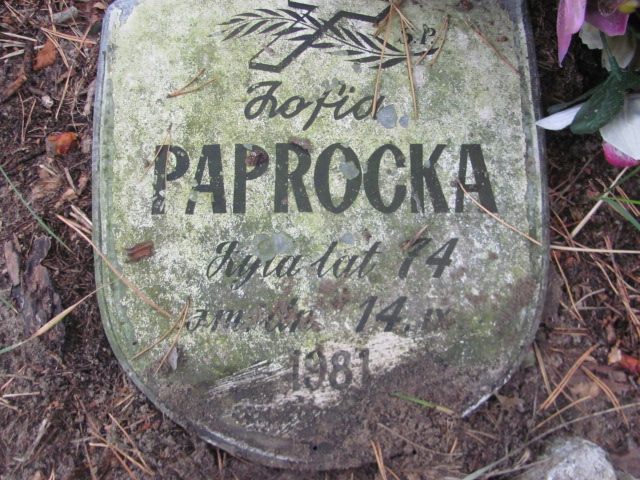 Ś.P.
Zofia
PAPROCKA
żyła lat 74
zm. dn. 14. IX
1981